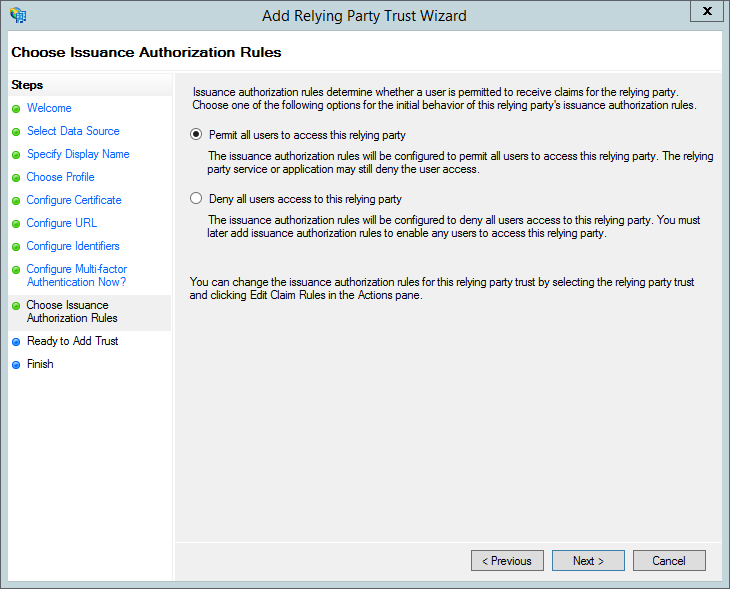 Add Relying Party Trust Wizard
X
Choose Issuance Authorization Rules
Steps
Welcome
Select Data Source
Specify Display Name
Choose Profile
Configure Certificate
Configure URL
Configure Identifiers
Configure Multi-factor
Authentication Now?
Choose Issuance
Authorization Rules
Ready to Add Trust
Finish
Issuance authorization rules determine whether a user is permitted to receive claims for the relying party.
Choose one of the following options for the initial behavior of this relying party's issuance authorization rules.
Permit all users to access this relying party
The issuance authorization rules will be configured to permit all users to access this relying party. The relying
party service or application may still deny the user access.
Deny all users access to this relying party
The issuance authorization rules will be configured to deny all users access to this relying party. You must
later add issuance authorization rules to enable any users to access this relying party.
You can change the issuance authorization rules for this relying party trust by selecting the relying party trust
and clicking Edit Claim Rules in the Actions pane.
< Previous
Next >
Cancel